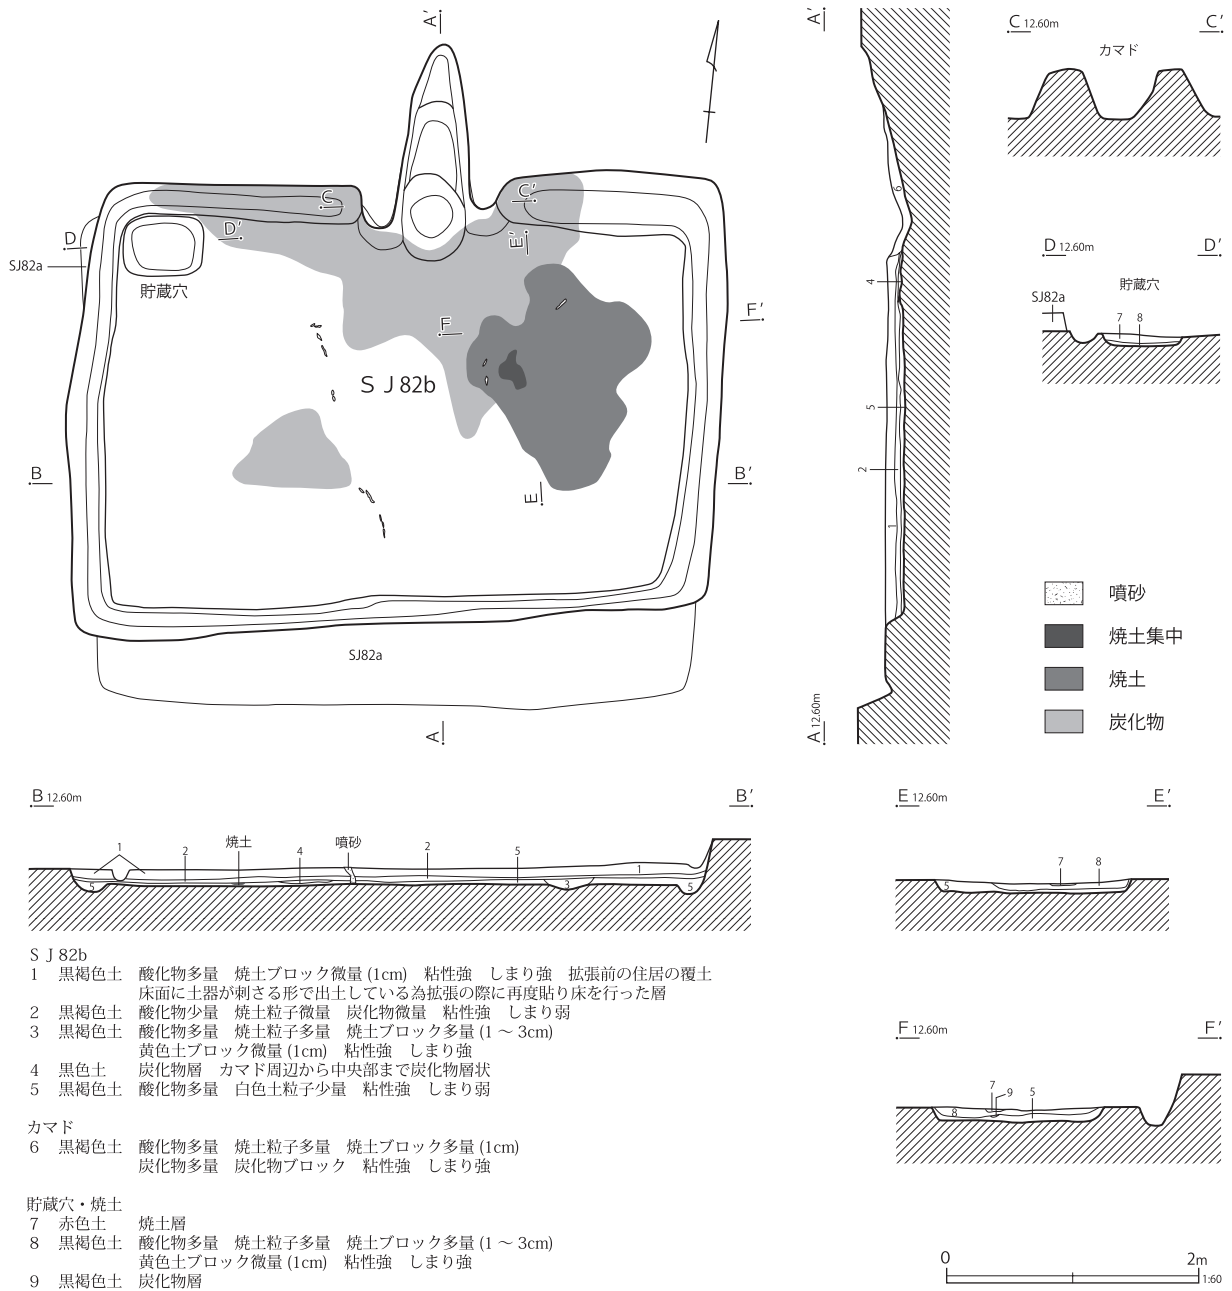 A′
A′
C 12.60m
C′
カマド
C
C′
D′
E′
D
SJ82a
貯蔵穴
F
F′
S J 82b
B
B′
E
SJ82a
A
6
4
5
2
1
A 12.60m
D 12.60m
D′
貯蔵穴
SJ82a
7
8
噴砂
焼土集中
焼土
炭化物
B 12.60m
B′
1
2
焼土
4
噴砂
2
5
1
5
3
5
E 12.60m
E′
7
8
5
F 12.60m
F′
7
9
5
8
S J 82b
1 黒褐色土 酸化物多量 焼土ブロック微量 (1cm) 粘性強 しまり強 拡張前の住居の覆土
床面に土器が刺さる形で出土している為拡張の際に再度貼り床を行った層
2 黒褐色土 酸化物少量 焼土粒子微量 炭化物微量 粘性強 しまり弱
3 黒褐色土 酸化物多量 焼土粒子多量 焼土ブロック多量 (1 〜 3cm)
黄色土ブロック微量 (1cm) 粘性強 しまり強
4 黒色土 炭化物層 カマド周辺から中央部まで炭化物層状
5 黒褐色土 酸化物多量 白色土粒子少量 粘性強 しまり弱
カマド
6 黒褐色土 酸化物多量 焼土粒子多量 焼土ブロック多量 (1cm)
炭化物多量 炭化物ブロック 粘性強 しまり強
貯蔵穴・焼土
7 赤色土 焼土層
8 黒褐色土 酸化物多量 焼土粒子多量 焼土ブロック多量 (1 〜 3cm)
黄色土ブロック微量 (1cm) 粘性強 しまり強
9 黒褐色土 炭化物層
0
2m
1:60